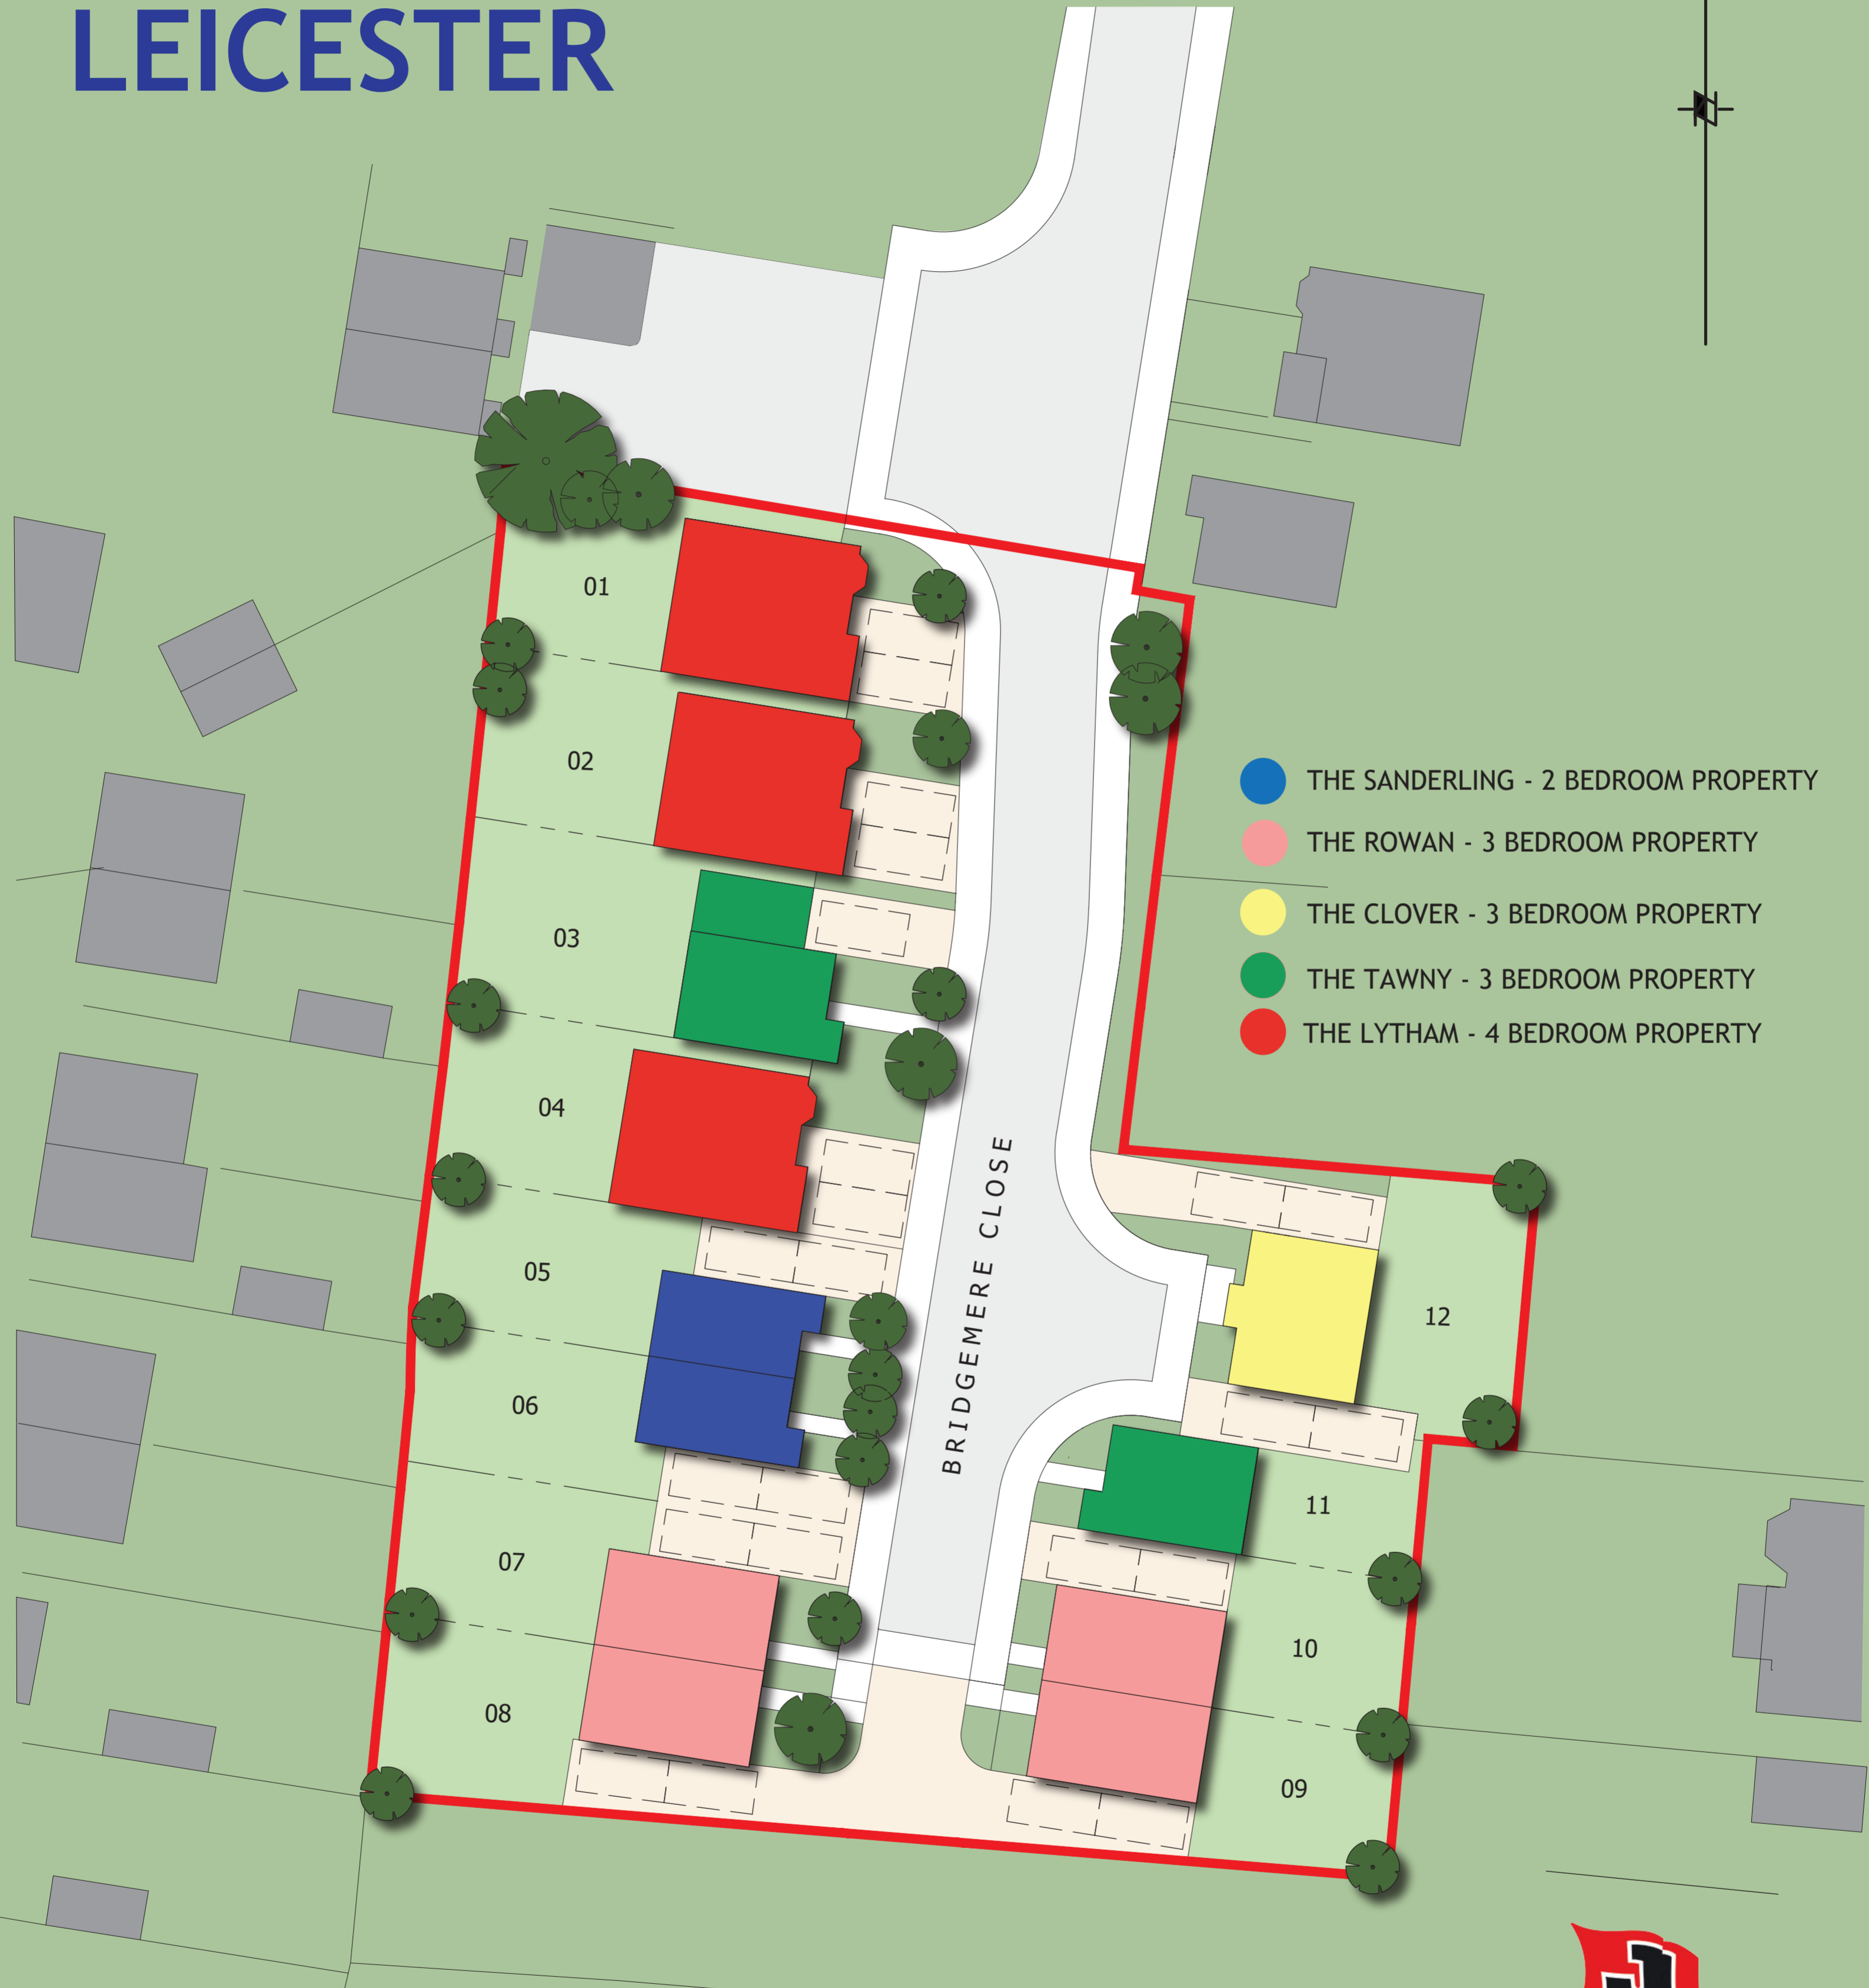 LEICESTER
N
01
02
THE SANDERLING - 2 BEDROOM PROPERTY
THE ROWAN - 3 BEDROOM PROPERTY
THE CLOVER - 3 BEDROOM PROPERTY
THE TAWNY - 3 BEDROOM PROPERTY
THE LYTHAM - 4 BEDROOM PROPERTY
03
04
05
06
BRIDGEMERE CLOSE
12
11
07
10
08
09